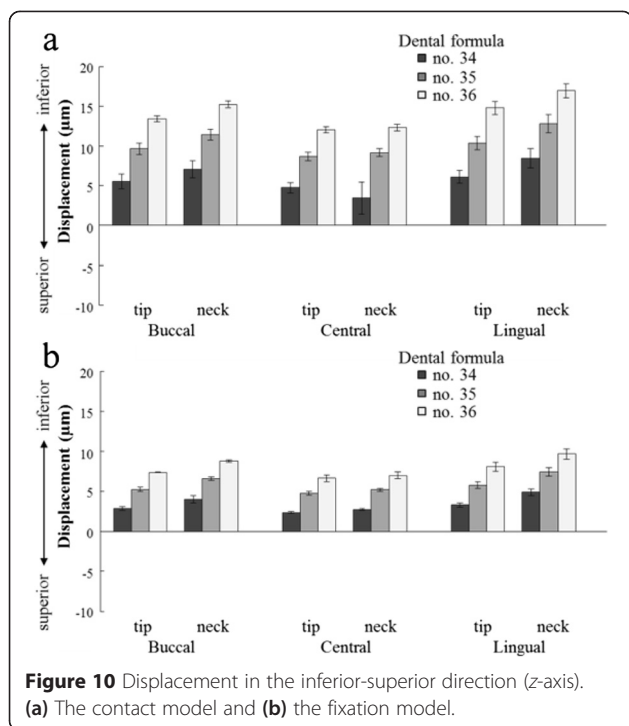 a
Dental formula
no. 34
no. 35
no. 36
inferior
superior
Displacement (μm)
20
15
10
5
0
-5
-10
tip neck tip neck tip neck
Buccal Central Lingual
b
Dental formula
no. 34
no. 35
no. 36
inferior
superior
Displacement (μm)
20
15
10
5
0
-5
-10
tip neck tip neck tip neck
Buccal Central Lingual
Figure 10 Displacement in the inferior-superior direction (z-axis).
(a) The contact model and (b) the fixation model.